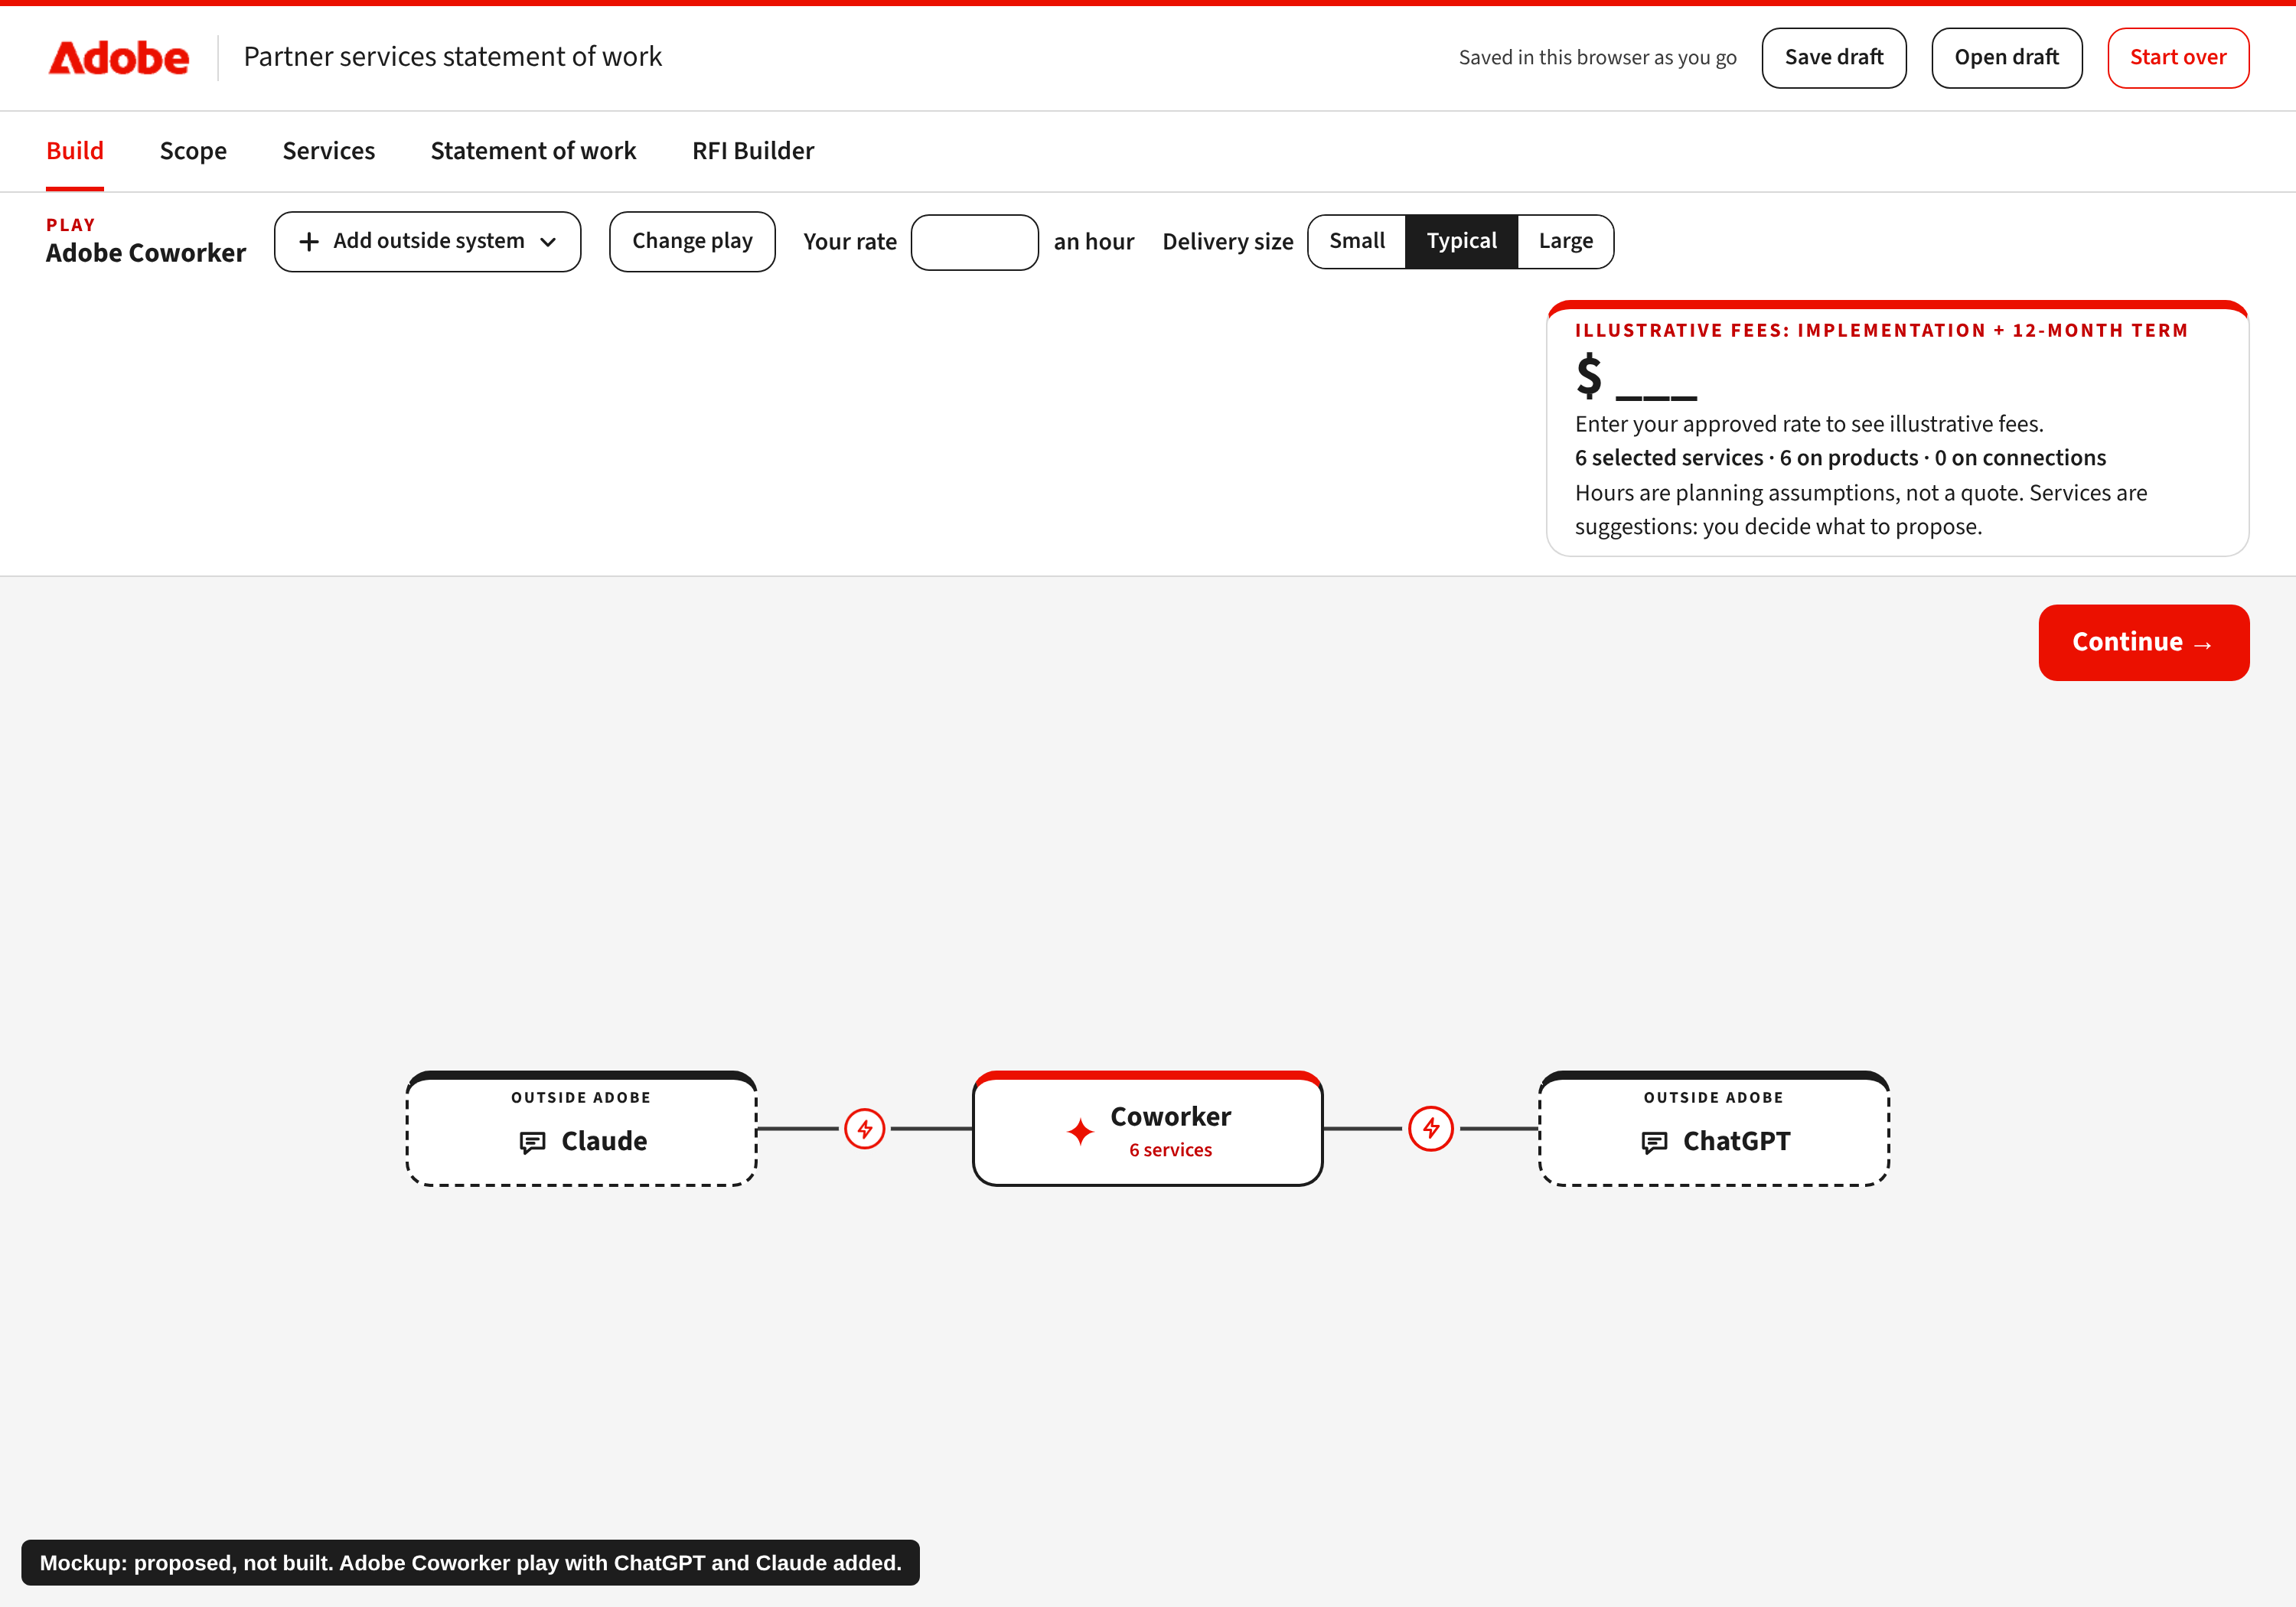 Adobe
Partner services statement of work
Saved in this browser as you go
Save draft
Open draft
Start over
Build
Scope
Services
Statement of work
RFI Builder
PLAY
Adobe Coworker
+ Add outside system
Change play
Your rate
an hour
Delivery size
Small
Typical
Large
ILLUSTRATIVE FEES: IMPLEMENTATION + 12-MONTH TERM
$ ___
Enter your approved rate to see illustrative fees.
6 selected services · 6 on products · 0 on connections
Hours are planning assumptions, not a quote. Services are
suggestions: you decide what to propose.
Continue →
OUTSIDE ADOBE
Claude
Coworker
6 services
OUTSIDE ADOBE
ChatGPT
Mockup: proposed, not built. Adobe Coworker play with ChatGPT and Claude added.